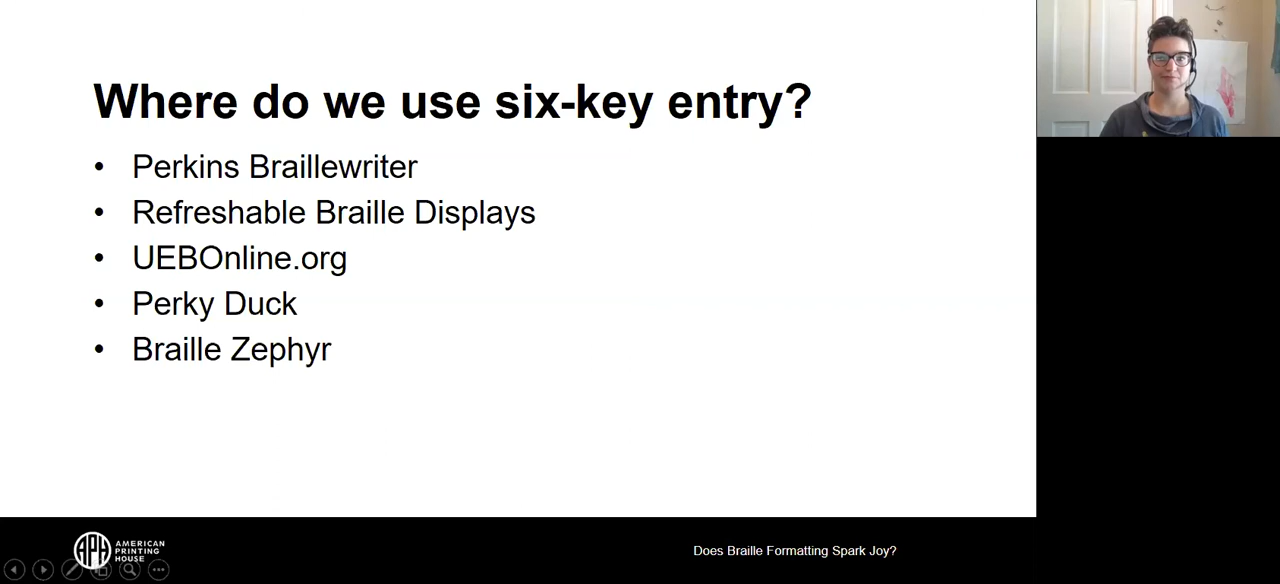 Where do we use six-key entry?
• Perkins Braillewriter
• Refreshable Braille Displays
• UEBOnline.org
• Perky Duck
• Braille Zephyr
APH
AMERICAN
PRINTING
HOUSE
Does Braille Formatting Spark Joy?